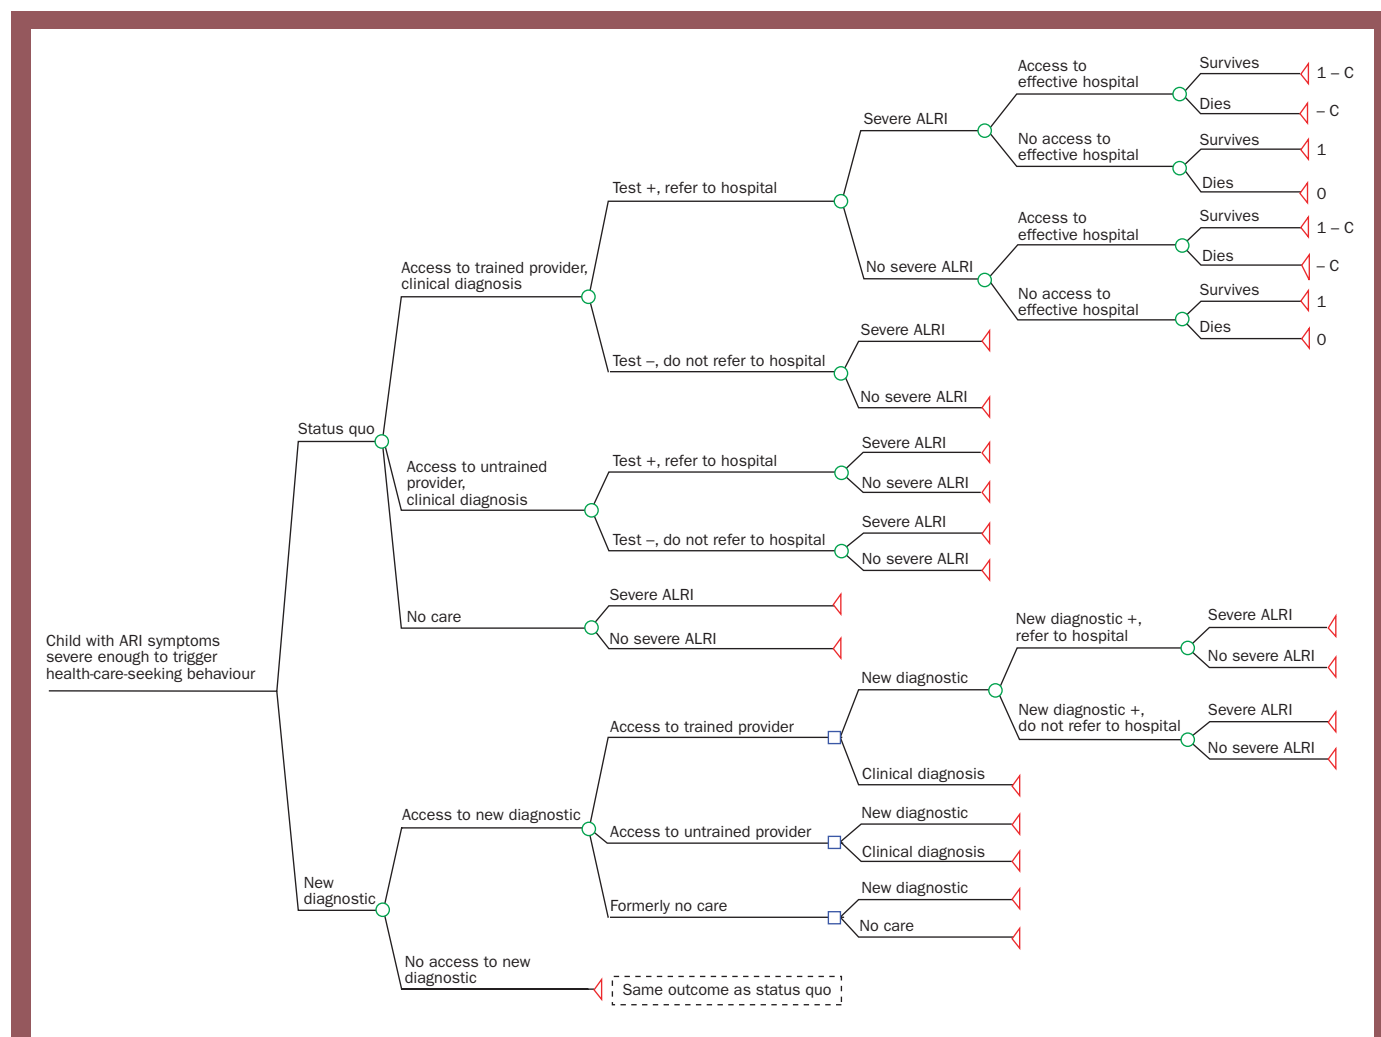 Access to
effective hospital
Survives
1 – C
Dies
– C
Severe ALRI
No access to
effective hospital
Survives
1
Dies
0
Test +, refer to hospital
Access to
effective hospital
Survives
1 – C
Dies
– C
No severe ALRI
No access to
effective hospital
Survives
1
Dies
0
Access to trained provider,
clinical diagnosis
Test –, do not refer to hospital
Severe ALRI
No severe ALRI
Status quo
Access to untrained
provider,
clinical diagnosis
Test +, refer to hospital
Severe ALRI
No severe ALRI
Test –, do not refer to hospital
Severe ALRI
No severe ALRI
No care
Severe ALRI
No severe ALRI
Child with ARI symptoms
severe enough to trigger
health-care-seeking behaviour
New diagnostic +,
refer to hospital
Severe ALRI
No severe ALRI
New diagnostic
New diagnostic +,
do not refer to hospital
Severe ALRI
No severe ALRI
Access to trained provider
Clinical diagnosis
Access to new diagnostic
Access to untrained provider
New diagnostic
Clinical diagnosis
New
diagnostic
Formerly no care
New diagnostic
No care
No access to new
diagnostic
Same outcome as status quo